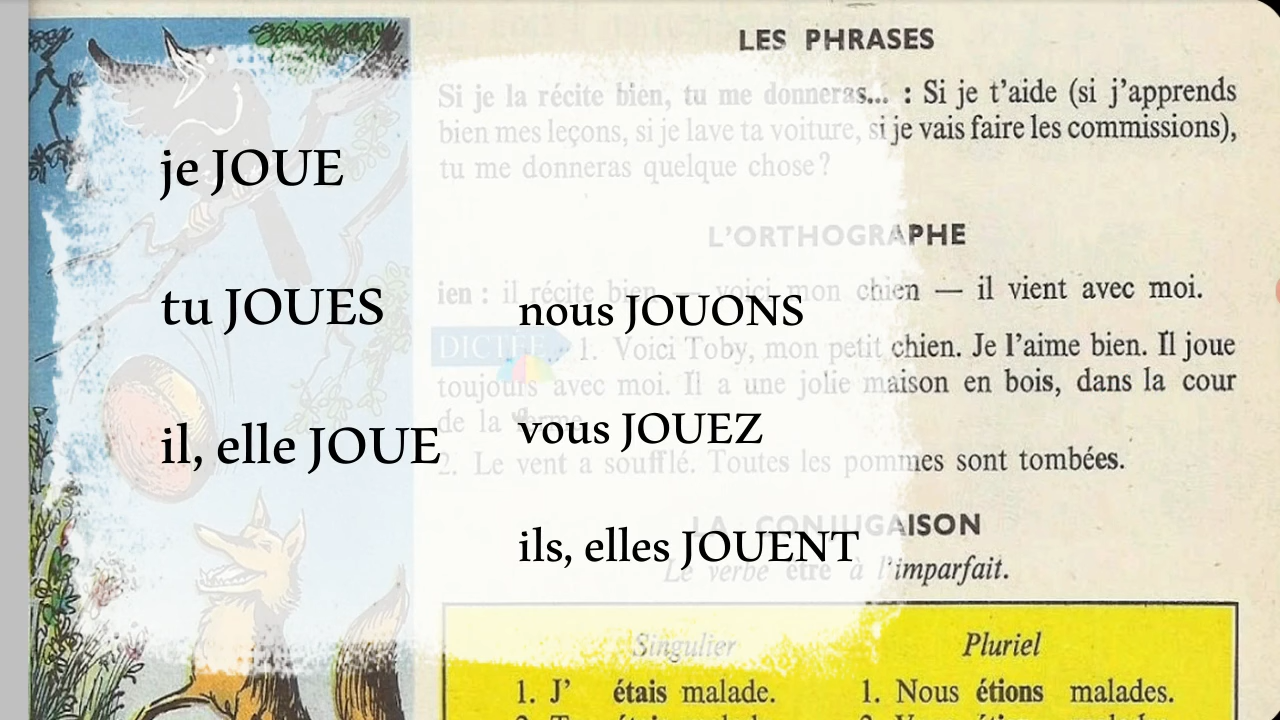 je JOUE
tu JOUES
il, elle JOUE
nous JOUONS
vous JOUEZ
ils, elles JOUENT
LES PHRASES
Si je la récite bien, tu me donneras... : Si je t'aide (si j'apprends
bien mes leçons, si je lave ta voiture, si je vais faire les commissions),
tu me donneras quelque chose?
L'ORTHOGRAPHE
ien : il récite bien — voici mon chien — il vient avec moi.
DICTÉE 1. Voici Toby, mon petit chien. Je l'aime bien. Il joue
toujours avec moi. Il a une jolie maison en bois, dans la cour
de la ferme.
2. Le vent a soufflé. Toutes les pommes sont tombées.
LA CONJUGAISON
Le verbe être à l'imparfait.
Singulier Pluriel
1. J' étais malade. 1. Nous étions malades.